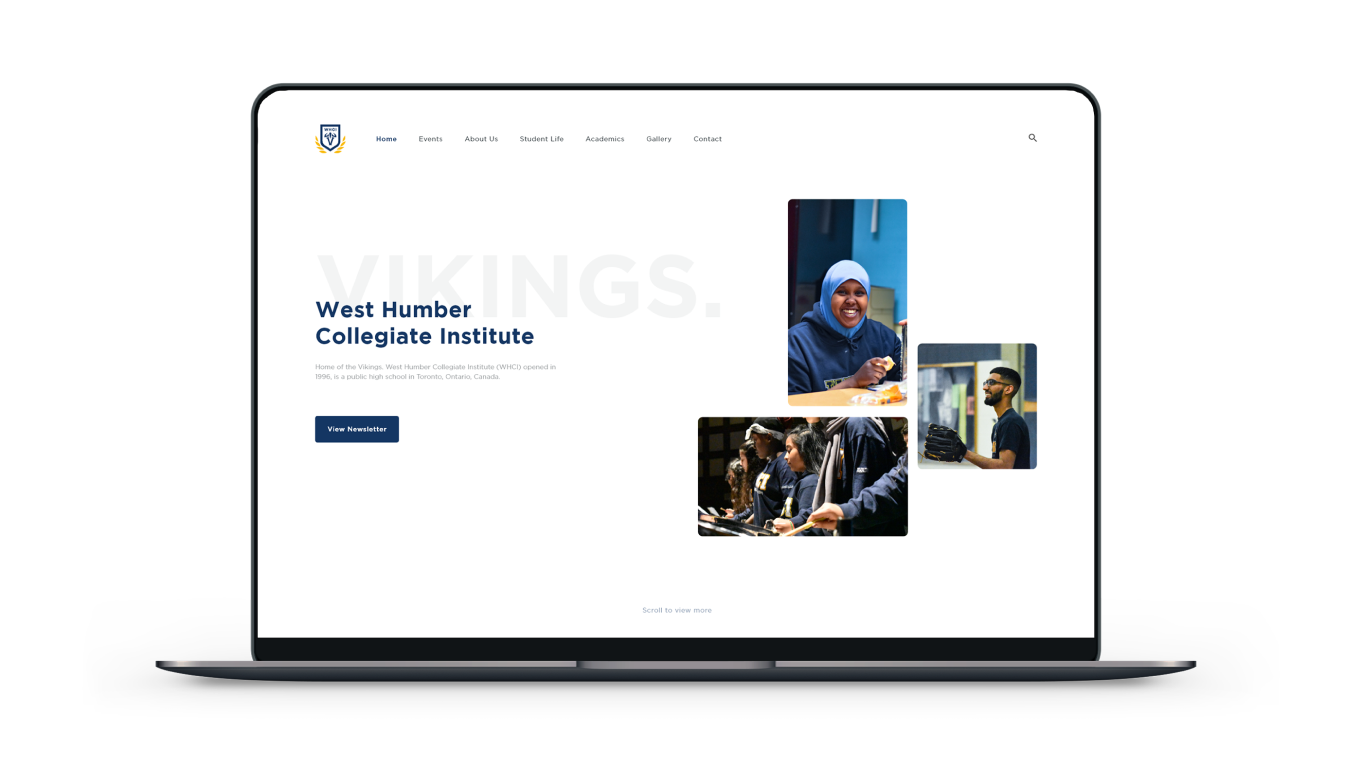 WHCI
Home Events About Us Student Life Academics Gallery Contact
VIKINGS.
West Humber
Collegiate Institute
Home of the Vikings. West Humber Collegiate Institute (WHCI) opened in
1996, is a public high school in Toronto, Ontario, Canada.
View Newsletter
Scroll to view more